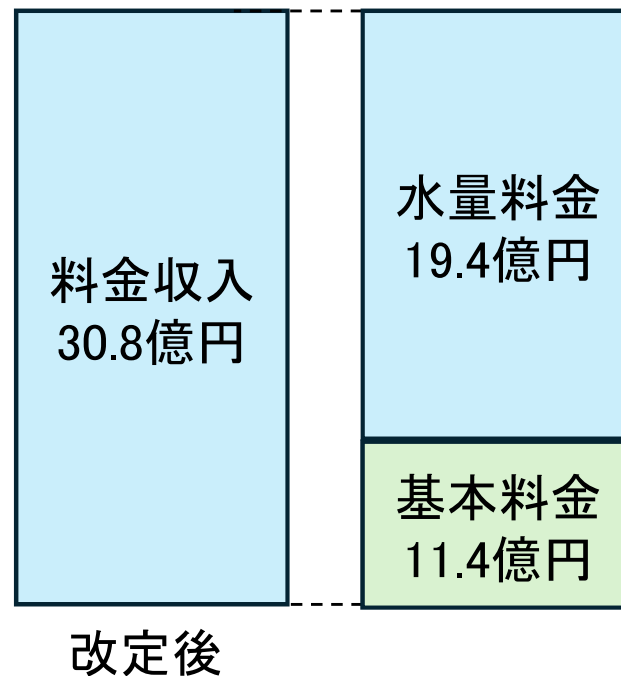 料金収入
30.8億円
水量料金
19.4億円
基本料金
11.4億円
改定後